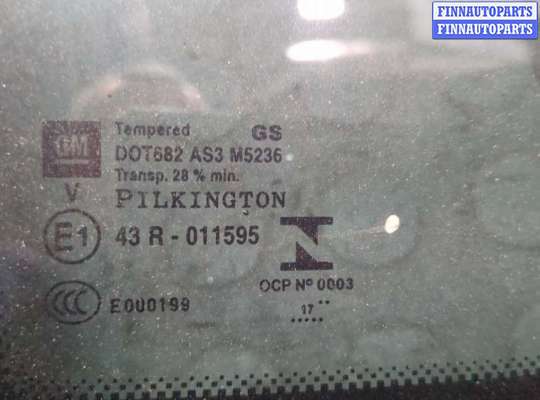 FINNAUTOPARTS
FINNAUTOPARTS
GM
Tempered GS
DOT682 AS3 M5236
Transp. 28 % min.
V
PILKINGTON
E1
43 R - 011595
N
OCP Nº 0003
CCC
E000199
17